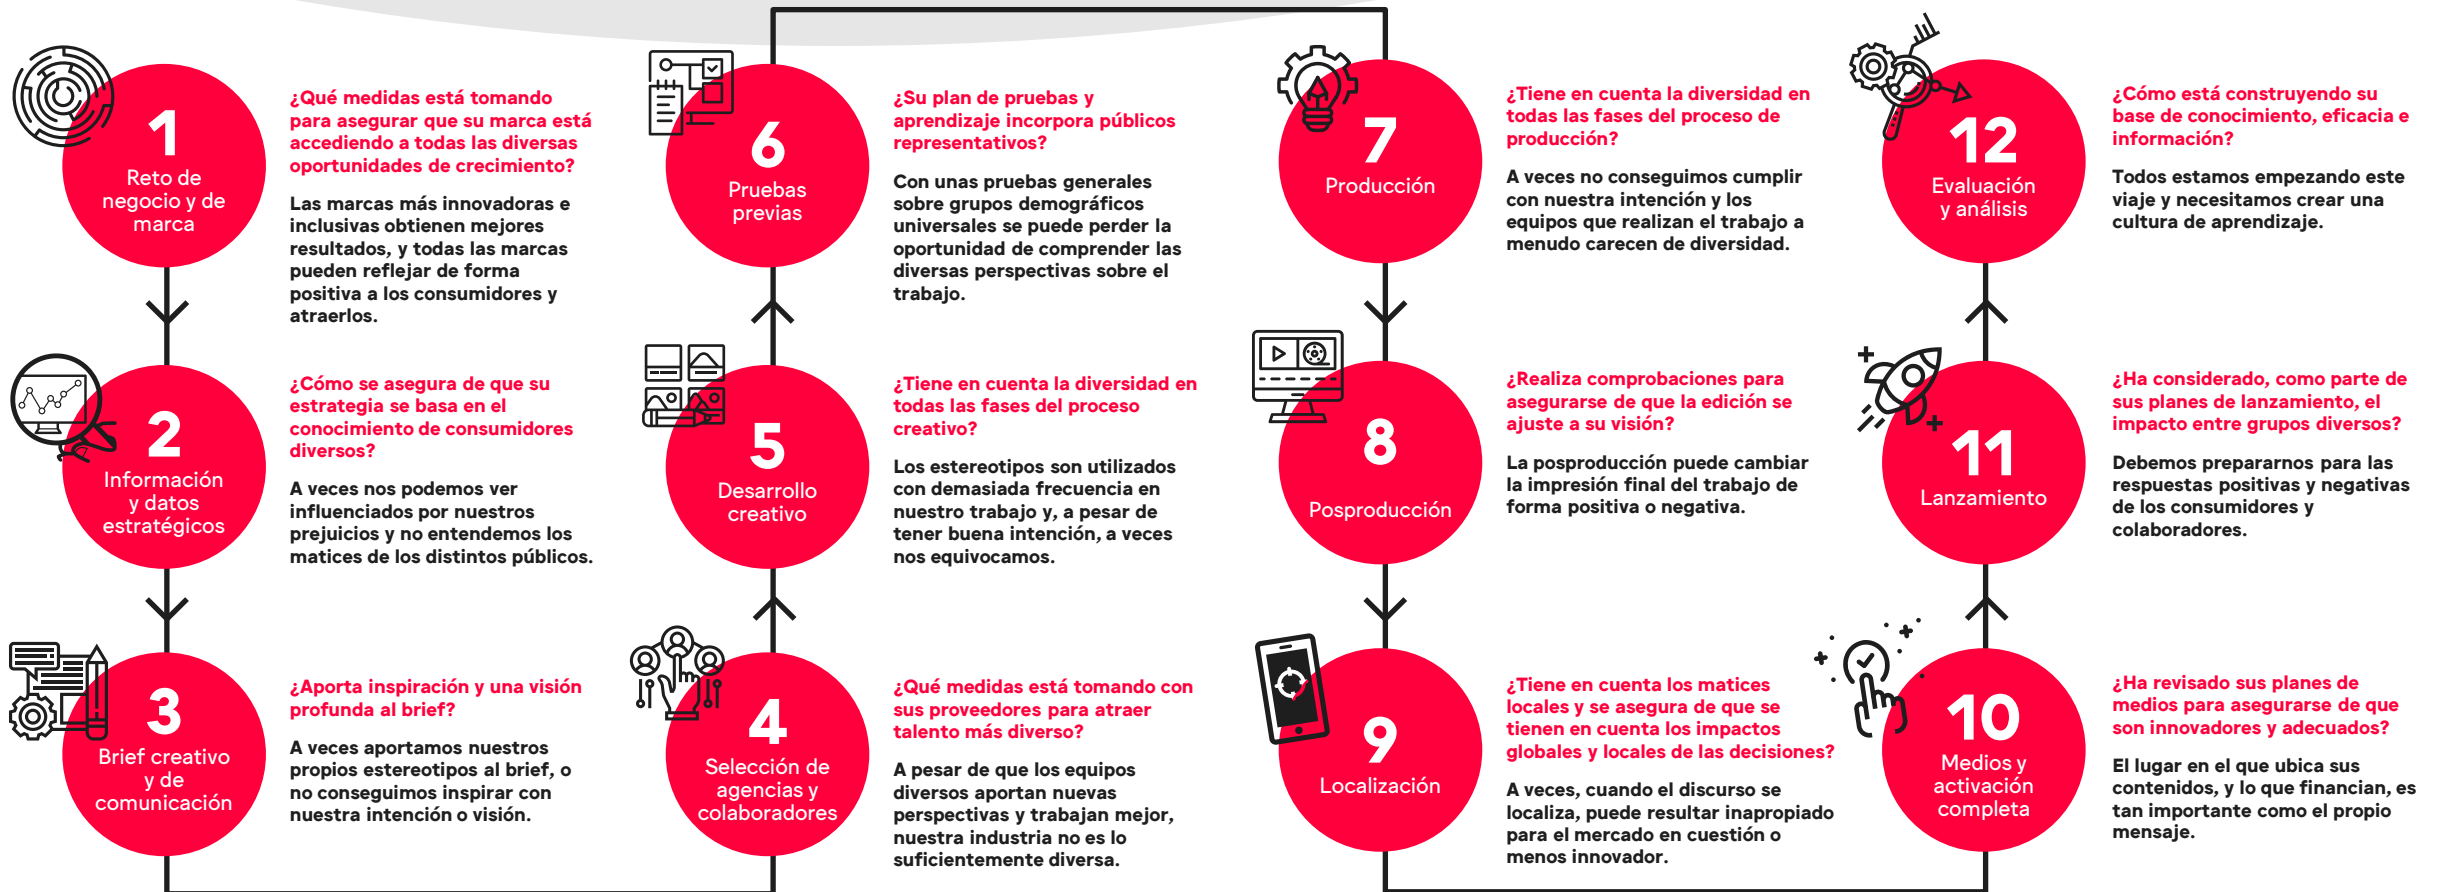 1
Reto de
negocio y de
marca
¿Qué medidas está tomando
para asegurar que su marca está
accediendo a todas las diversas
oportunidades de crecimiento?
Las marcas más innovadoras e
inclusivas obtienen mejores
resultados, y todas las marcas
pueden reflejar de forma
positiva a los consumidores y
atraerlos.
2
Información
y datos
estratégicos
¿Cómo se asegura de que su
estrategia se basa en el
conocimiento de consumidores
diversos?
A veces nos podemos ver
influenciados por nuestros
prejuicios y no entendemos los
matices de los distintos públicos.
3
Brief creativo
y de
comunicación
¿Aporta inspiración y una visión
profunda al brief?
A veces aportamos nuestros
propios estereotipos al brief, o
no conseguimos inspirar con
nuestra intención o visión.
4
Selección de
agencias y
colaboradores
¿Qué medidas está tomando con
sus proveedores para atraer
talento más diverso?
A pesar de que los equipos
diversos aportan nuevas
perspectivas y trabajan mejor,
nuestra industria no es lo
suficientemente diversa.
5
Desarrollo
creativo
¿Tiene en cuenta la diversidad en
todas las fases del proceso
creativo?
Los estereotipos son utilizados
con demasiada frecuencia en
nuestro trabajo y, a pesar de
tener buena intención, a veces
nos equivocamos.
6
Pruebas
previas
¿Su plan de pruebas y
aprendizaje incorpora públicos
representativos?
Con unas pruebas generales
sobre grupos demográficos
universales se puede perder la
oportunidad de comprender las
diversas perspectivas sobre el
trabajo.
7
Producción
¿Tiene en cuenta la diversidad en
todas las fases del proceso de
producción?
A veces no conseguimos cumplir
con nuestra intención y los
equipos que realizan el trabajo a
menudo carecen de diversidad.
8
Posproducción
¿Realiza comprobaciones para
asegurarse de que la edición se
ajuste a su visión?
La posproducción puede cambiar
la impresión final del trabajo de
forma positiva o negativa.
9
Localización
¿Tiene en cuenta los matices
locales y se asegura de que se
tienen en cuenta los impactos
globales y locales de las decisiones?
A veces, cuando el discurso se
localiza, puede resultar inapropiado
para el mercado en cuestión o
menos innovador.
10
Medios y
activación
completa
¿Ha revisado sus planes de
medios para asegurarse de que
son innovadores y adecuados?
El lugar en el que ubica sus
contenidos, y lo que financian, es
tan importante como el propio
mensaje.
11
Lanzamiento
¿Ha considerado, como parte de
sus planes de lanzamiento, el
impacto entre grupos diversos?
Debemos prepararnos para las
respuestas positivas y negativas
de los consumidores y
colaboradores.
12
Evaluación
y análisis
¿Cómo está construyendo su
base de conocimiento, eficacia e
información?
Todos estamos empezando este
viaje y necesitamos crear una
cultura de aprendizaje.